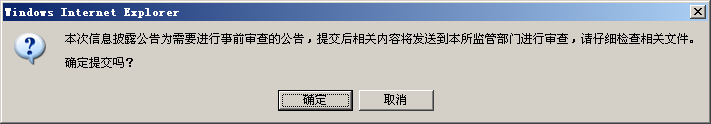 Windows Internet Explorer
本次信息披露公告为需要进行事前审查的公告，提交后相关内容将发送到本所监管部门进行审查，请仔细检查相关文件。
确定提交吗？
确定 取消